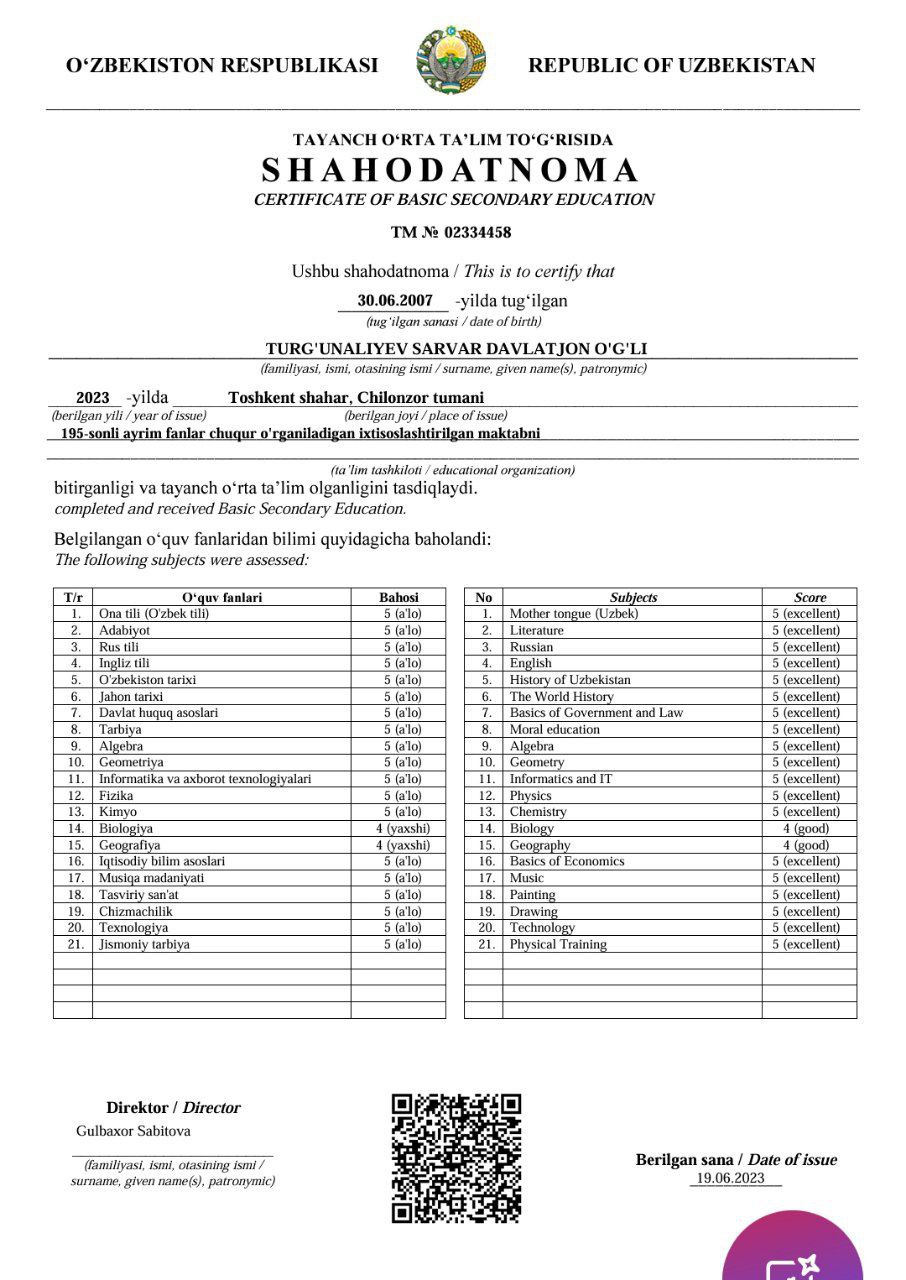 O‘ZBEKISTON RESPUBLIKASI
REPUBLIC OF UZBEKISTAN
TAYANCH O‘RTA TA’LIM TO‘G‘RISIDA
SHAHODATNOMA
CERTIFICATE OF BASIC SECONDARY EDUCATION
TM № 02334458
Ushbu shahodatnoma / This is to certify that
30.06.2007 -yilda tug‘ilgan
(tug‘ilgan sanasi / date of birth)
TURG'UNALIYEV SARVAR DAVLATJON O'G'LI
(familiyasi, ismi, otasining ismi / surname, given name(s), patronymic)
2023 -yilda Toshkent shahar, Chilonzor tumani
(berilgan yili / year of issue) (berilgan joyi / place of issue)
195-sonli ayrim fanlar chuqur o'rganiladigan ixtisoslashtirilgan maktabni
(ta’lim tashkiloti / educational organization)
bitirganligi va tayanch o‘rta ta’lim olganligini tasdiqlaydi.
completed and received Basic Secondary Education.
Belgilangan o‘quv fanlaridan bilimi quyidagicha baholandi:
The following subjects were assessed:
T/r O‘quv fanlari Bahosi
1. Ona tili (O'zbek tili) 5 (a'lo)
2. Adabiyot 5 (a'lo)
3. Rus tili 5 (a'lo)
4. Ingliz tili 5 (a'lo)
5. O'zbekiston tarixi 5 (a'lo)
6. Jahon tarixi 5 (a'lo)
7. Davlat huquq asoslari 5 (a'lo)
8. Tarbiya 5 (a'lo)
9. Algebra 5 (a'lo)
10. Geometriya 5 (a'lo)
11. Informatika va axborot texnologiyalari 5 (a'lo)
12. Fizika 5 (a'lo)
13. Kimyo 5 (a'lo)
14. Biologiya 4 (yaxshi)
15. Geografiya 4 (yaxshi)
16. Iqtisodiy bilim asoslari 5 (a'lo)
17. Musiqa madaniyati 5 (a'lo)
18. Tasviriy san'at 5 (a'lo)
19. Chizmachilik 5 (a'lo)
20. Texnologiya 5 (a'lo)
21. Jismoniy tarbiya 5 (a'lo)
No Subjects Score
1. Mother tongue (Uzbek) 5 (excellent)
2. Literature 5 (excellent)
3. Russian 5 (excellent)
4. English 5 (excellent)
5. History of Uzbekistan 5 (excellent)
6. The World History 5 (excellent)
7. Basics of Government and Law 5 (excellent)
8. Moral education 5 (excellent)
9. Algebra 5 (excellent)
10. Geometry 5 (excellent)
11. Informatics and IT 5 (excellent)
12. Physics 5 (excellent)
13. Chemistry 5 (excellent)
14. Biology 4 (good)
15. Geography 4 (good)
16. Basics of Economics 5 (excellent)
17. Music 5 (excellent)
18. Painting 5 (excellent)
19. Drawing 5 (excellent)
20. Technology 5 (excellent)
21. Physical Training 5 (excellent)
Direktor / Director
Gulbaxor Sabitova
(familiyasi, ismi, otasining ismi /
surname, given name(s), patronymic)
Berilgan sana / Date of issue
19.06.2023